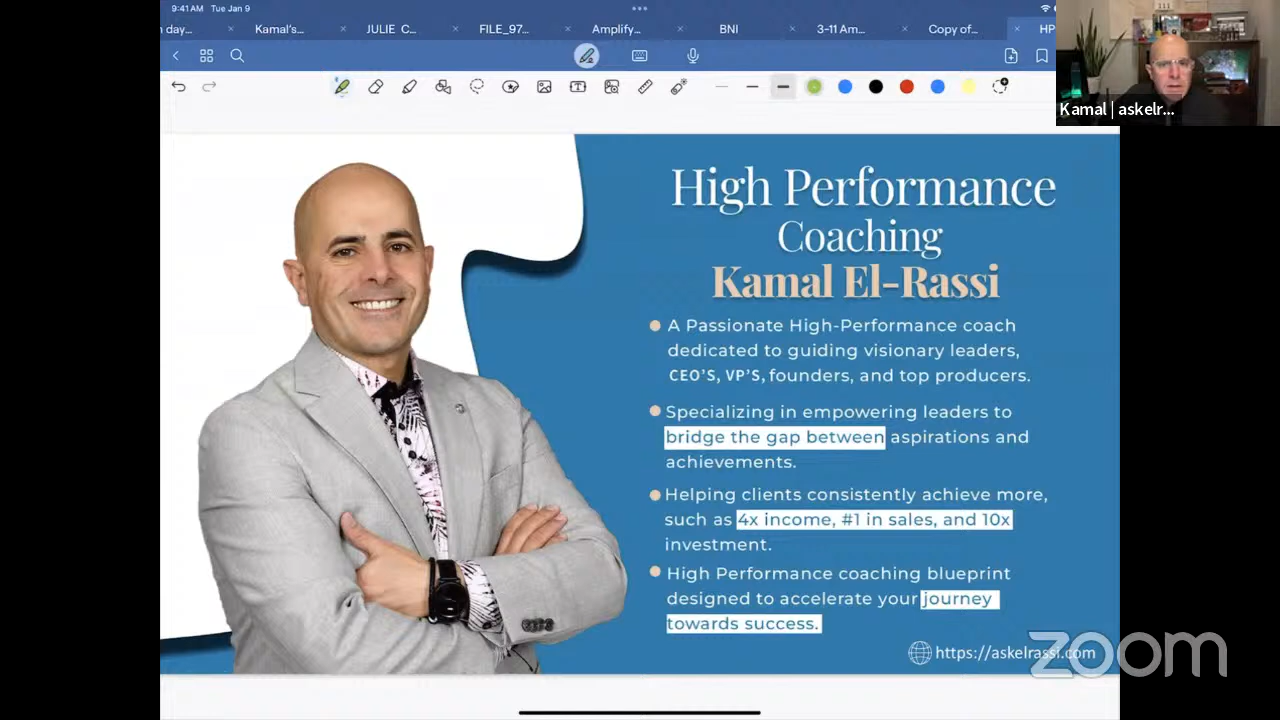 9:41 AM Tue Jan 9
day...
Kamal's...
JULIE C...
FILE_97...
Amplify...
BNI
3-11 Am...
Copy of...
HP
Kamal | askelr...
High Performance
Coaching
Kamal El-Rassi
A Passionate High-Performance coach
dedicated to guiding visionary leaders,
CEO'S, VP'S, founders, and top producers.
Specializing in empowering leaders to
bridge the gap between aspirations and
achievements.
Helping clients consistently achieve more,
such as 4x income, #1 in sales, and 10x
investment.
High Performance coaching blueprint
designed to accelerate your journey
towards success.
https://askelrassi.com
zoom